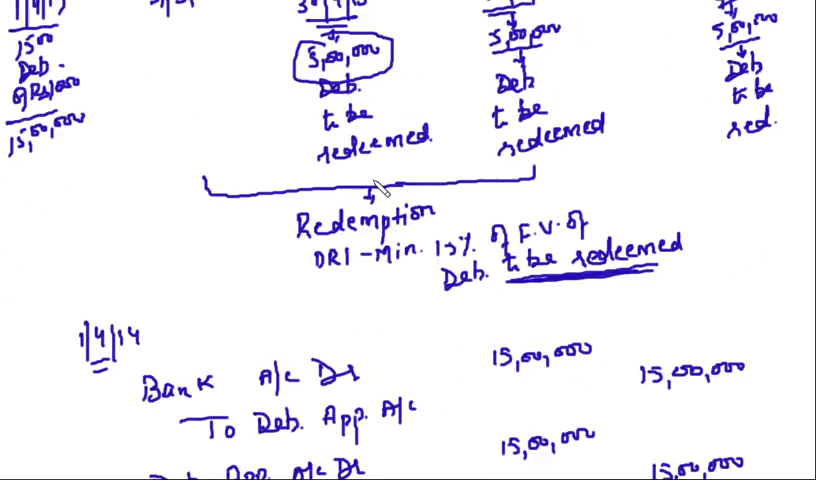 1500
Deb.
@Rs1000
15,00,000
5,00,000
Deb.
to be
redeemed.
5,00,000
Deb
to be
redeemed
5,00,000
Deb
to be
red.
Redemption
DRI - Min. 15% of F.V. of
Deb. to be redeemed
1/4/14
Bank A/c Dr 15,00,000
To Deb. App. A/c 15,00,000
Deb. App. A/c Dr 15,00,000
15,00,000